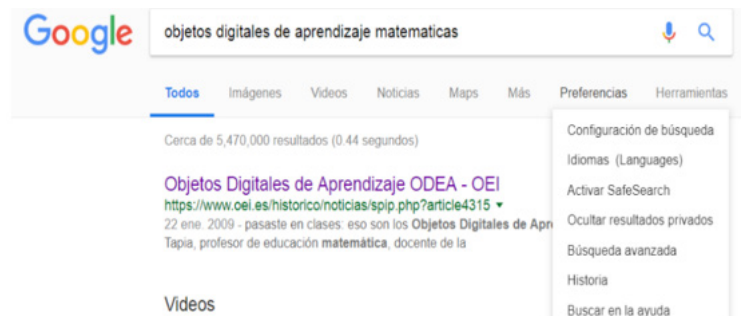 Google objetos digitales de aprendizaje matematicas
Todos Imágenes Videos Noticias Maps Más Preferencias Herramientas
Cerca de 5,470,000 resultados (0.44 segundos)
Objetos Digitales de Aprendizaje ODEA - OEI
https://www.oei.es/historico/noticias/spip.php?article4315
22 ene. 2009 - pasaste en clases: eso son los Objetos Digitales de Apr
Tapia, profesor de educación matemática, docente de la
Videos
Configuración de búsqueda
Idiomas (Languages)
Activar SafeSearch
Ocultar resultados privados
Búsqueda avanzada
Historia
Buscar en la ayuda